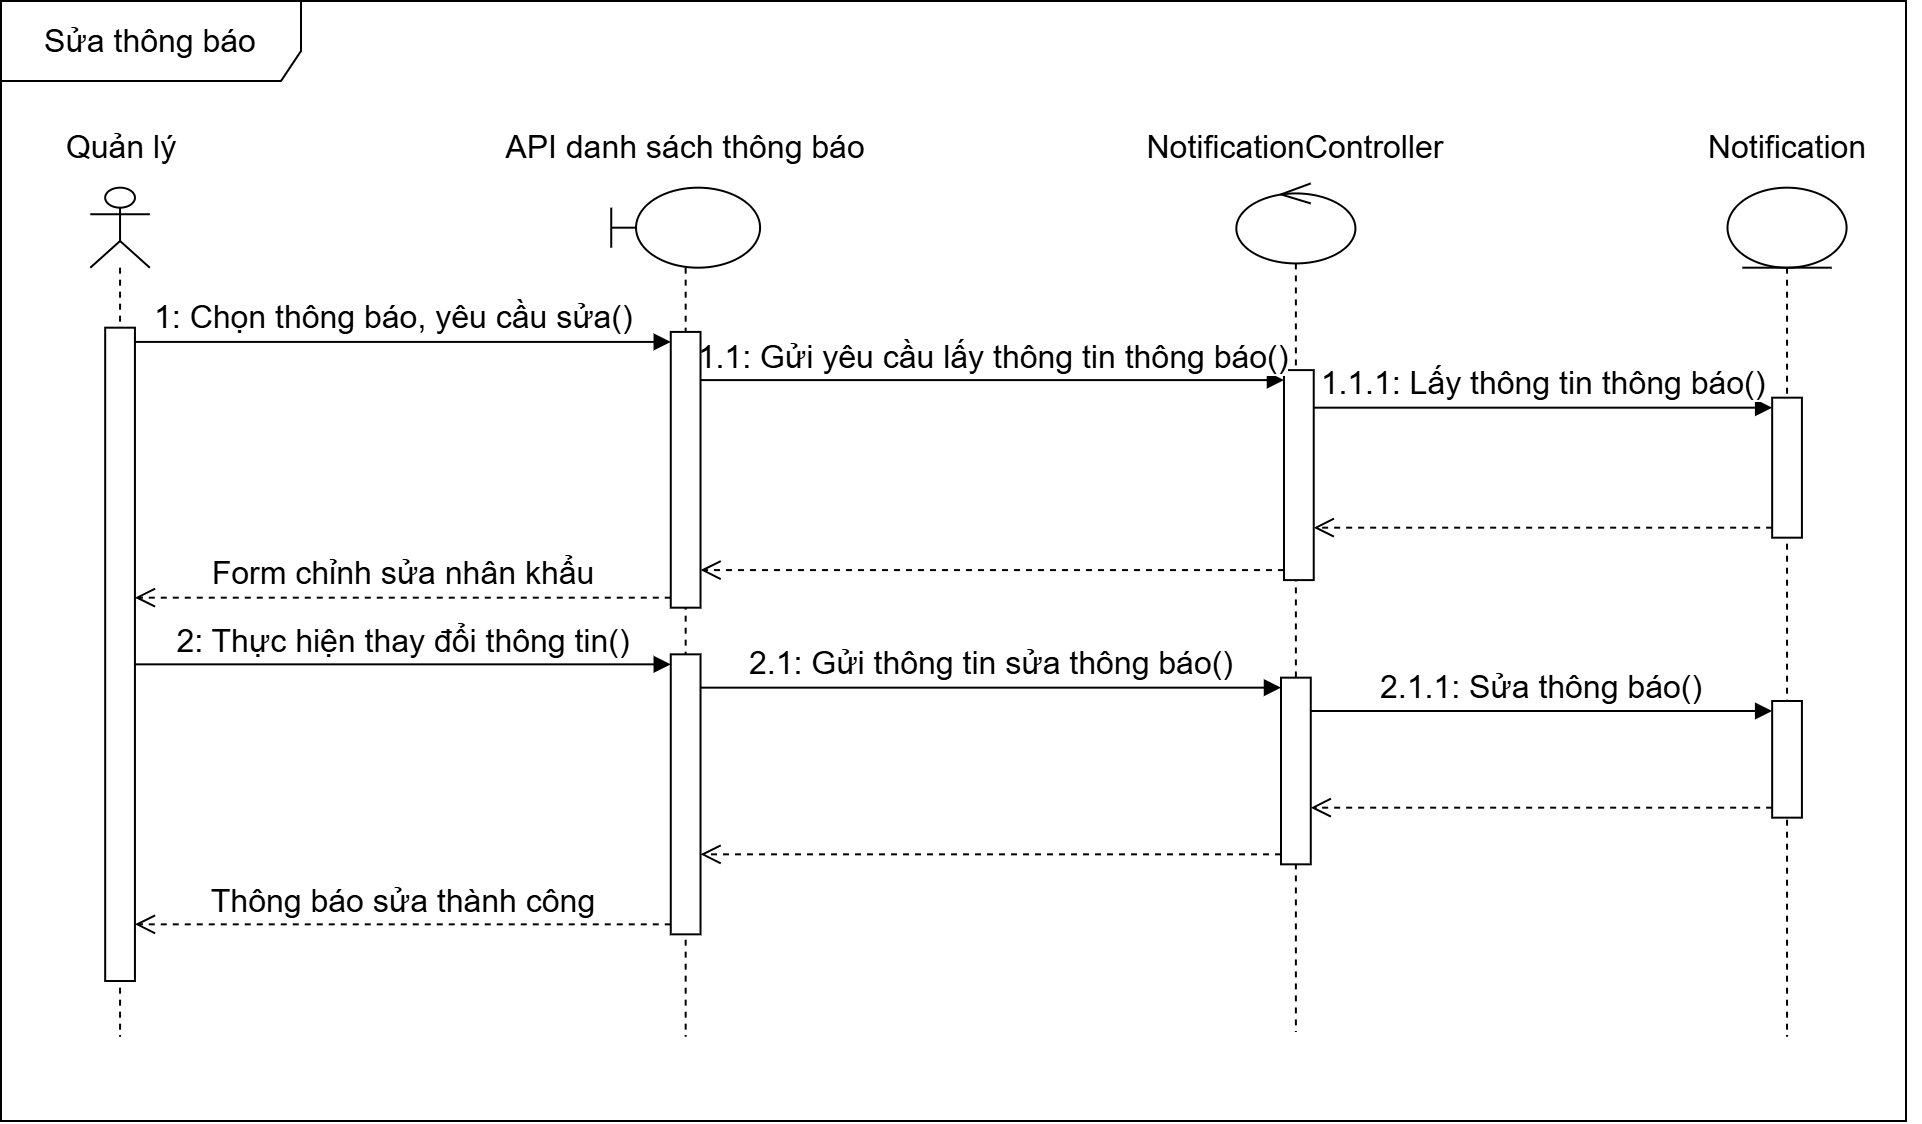 Sửa thông báo
Quản lý
API danh sách thông báo
NotificationController
Notification
1: Chọn thông báo, yêu cầu sửa()
1.1: Gửi yêu cầu lấy thông tin thông báo()
1.1.1: Lấy thông tin thông báo()
Form chỉnh sửa nhân khẩu
2: Thực hiện thay đổi thông tin()
2.1: Gửi thông tin sửa thông báo()
2.1.1: Sửa thông báo()
Thông báo sửa thành công